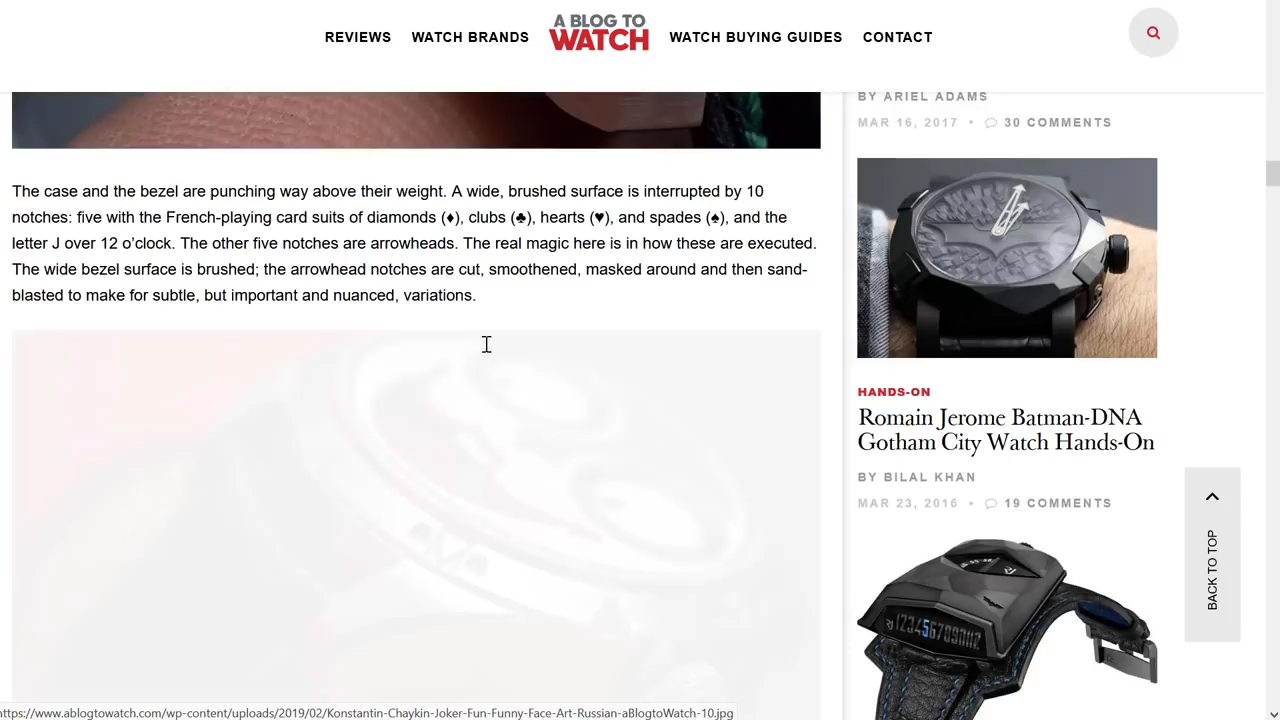 REVIEWS
WATCH BRANDS
A BLOG TO
WATCH
WATCH BUYING GUIDES
CONTACT
The case and the bezel are punching way above their weight. A wide, brushed surface is interrupted by 10
notches: five with the French-playing card suits of diamonds (♦), clubs (♣), hearts (♥), and spades (♠), and the
letter J over 12 o’clock. The other five notches are arrowheads. The real magic here is in how these are executed.
The wide bezel surface is brushed; the arrowhead notches are cut, smoothened, masked around and then sand-
blasted to make for subtle, but important and nuanced, variations.
BY ARIEL ADAMS
MAR 16, 2017 • 30 COMMENTS
HANDS-ON
Romain Jerome Batman-DNA
Gotham City Watch Hands-On
BY BILAL KHAN
MAR 23, 2016 • 19 COMMENTS
BACK TO TOP
https://www.ablogtowatch.com/wp-content/uploads/2019/02/Konstantin-Chaykin-Joker-Fun-Funny-Face-Art-Russian-aBlogtoWatch-10.jpg